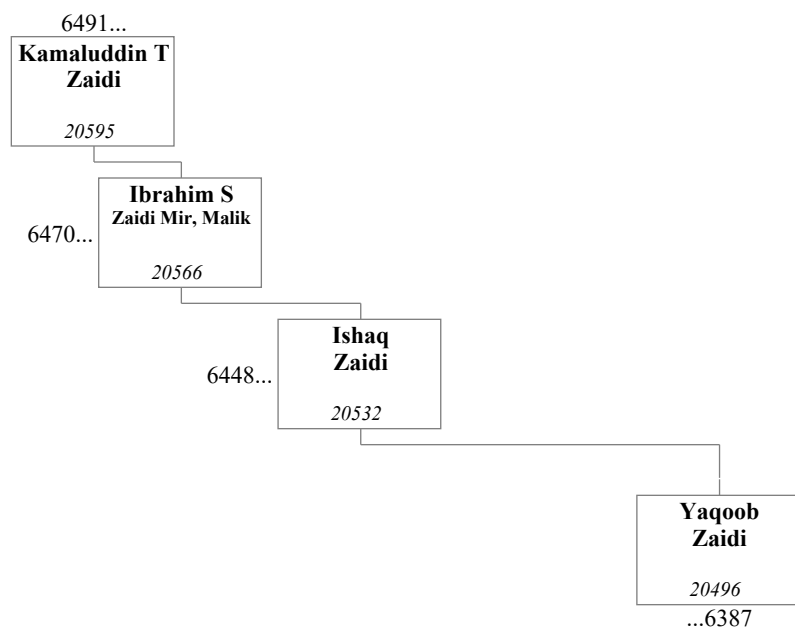 6491...
Kamaluddin T
Zaidi
20595
Ibrahim S
Zaidi Mir, Malik
6470...
20566
Ishaq
Zaidi
6448...
20532
Yaqoob
Zaidi
20496
...6387